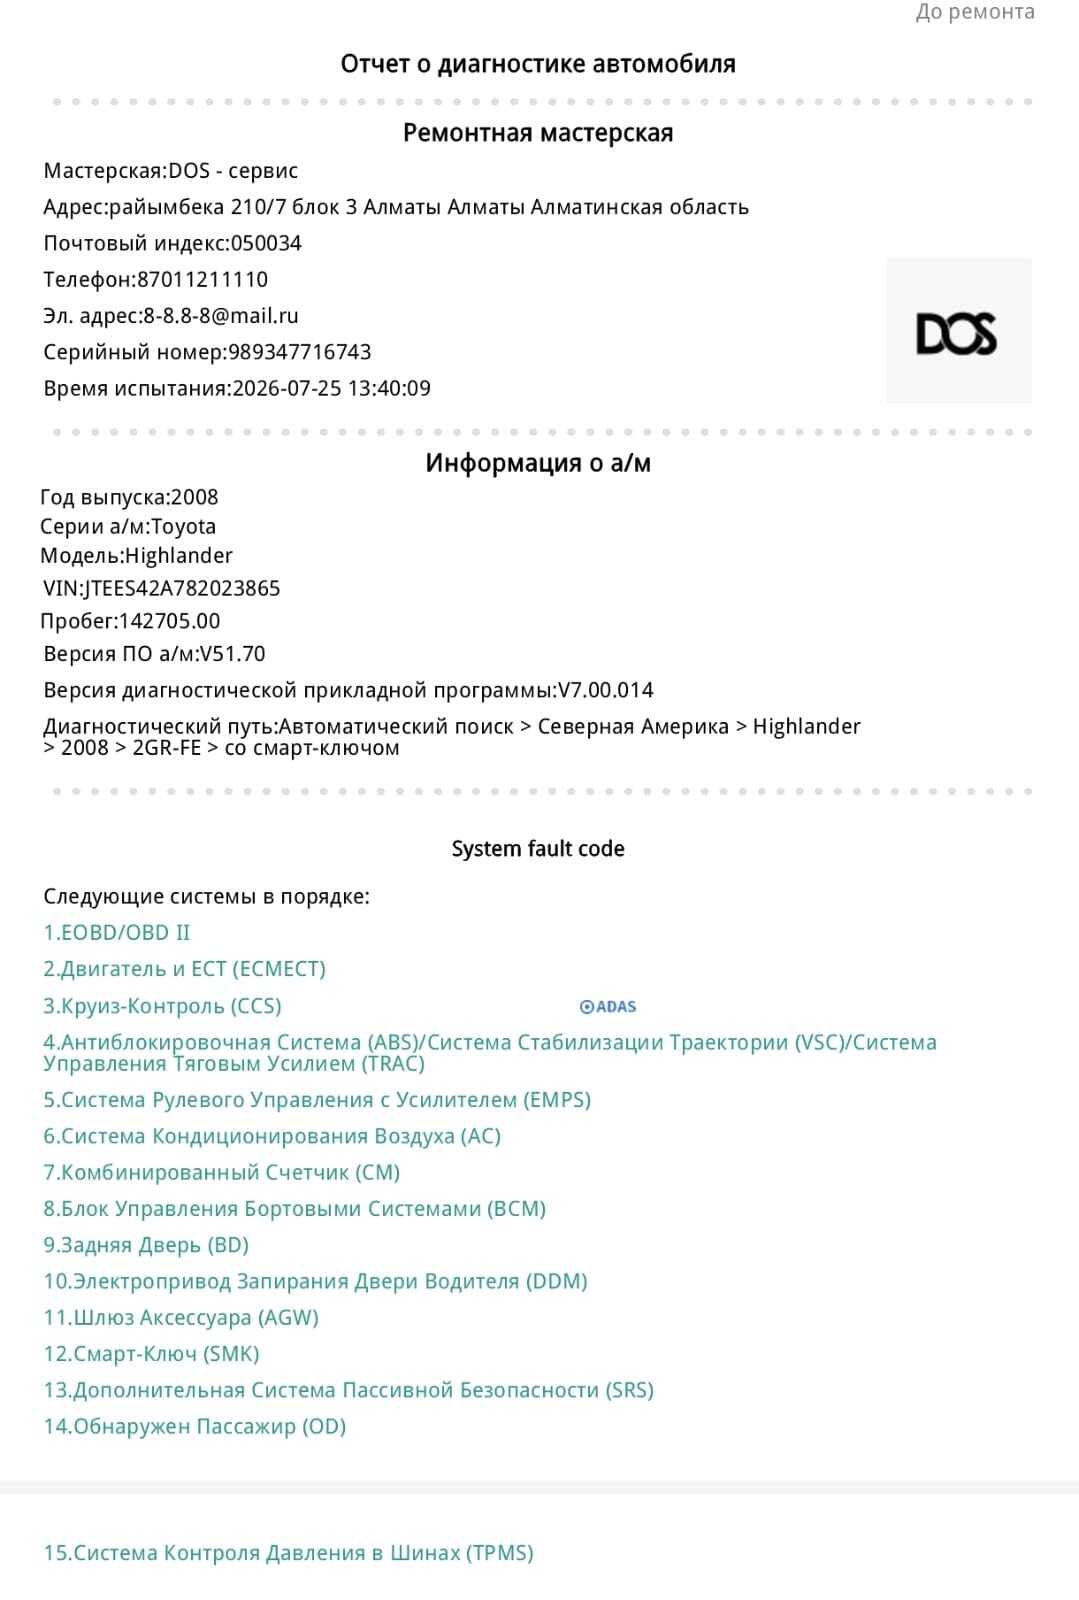 До ремонта
Отчет о диагностике автомобиля
Ремонтная мастерская
Мастерская:DOS - сервис
Адрес:райымбека 210/7 блок 3 Алматы Алматы Алматинская область
Почтовый индекс:050034
Телефон:87011211110
Эл. адрес:8-8.8-8@mail.ru
Серийный номер:989347716743
Время испытания:2026-07-25 13:40:09
DOS
Информация о а/м
Год выпуска:2008
Серии а/м:Toyota
Модель:Highlander
VIN:JTEES42A782023865
Пробег:142705.00
Версия ПО а/м:V51.70
Версия диагностической прикладной программы:V7.00.014
Диагностический путь:Автоматический поиск > Северная Америка > Highlander
> 2008 > 2GR-FE > со смарт-ключом
System fault code
Следующие системы в порядке:
1.EOBD/OBD II
2.Двигатель и ECT (ECMECT)
3.Круиз-Контроль (CCS) ADAS
4.Антиблокировочная Система (ABS)/Система Стабилизации Траектории (VSC)/Система
Управления Тяговым Усилием (TRAC)
5.Система Рулевого Управления с Усилителем (EMPS)
6.Система Кондиционирования Воздуха (AC)
7.Комбинированный Счетчик (CM)
8.Блок Управления Бортовыми Системами (BCM)
9.Задняя Дверь (BD)
10.Электропривод Запирания Двери Водителя (DDM)
11.Шлюз Аксессуара (AGW)
12.Смарт-Ключ (SMK)
13.Дополнительная Система Пассивной Безопасности (SRS)
14.Обнаружен Пассажир (OD)
15.Система Контроля Давления в Шинах (TPMS)